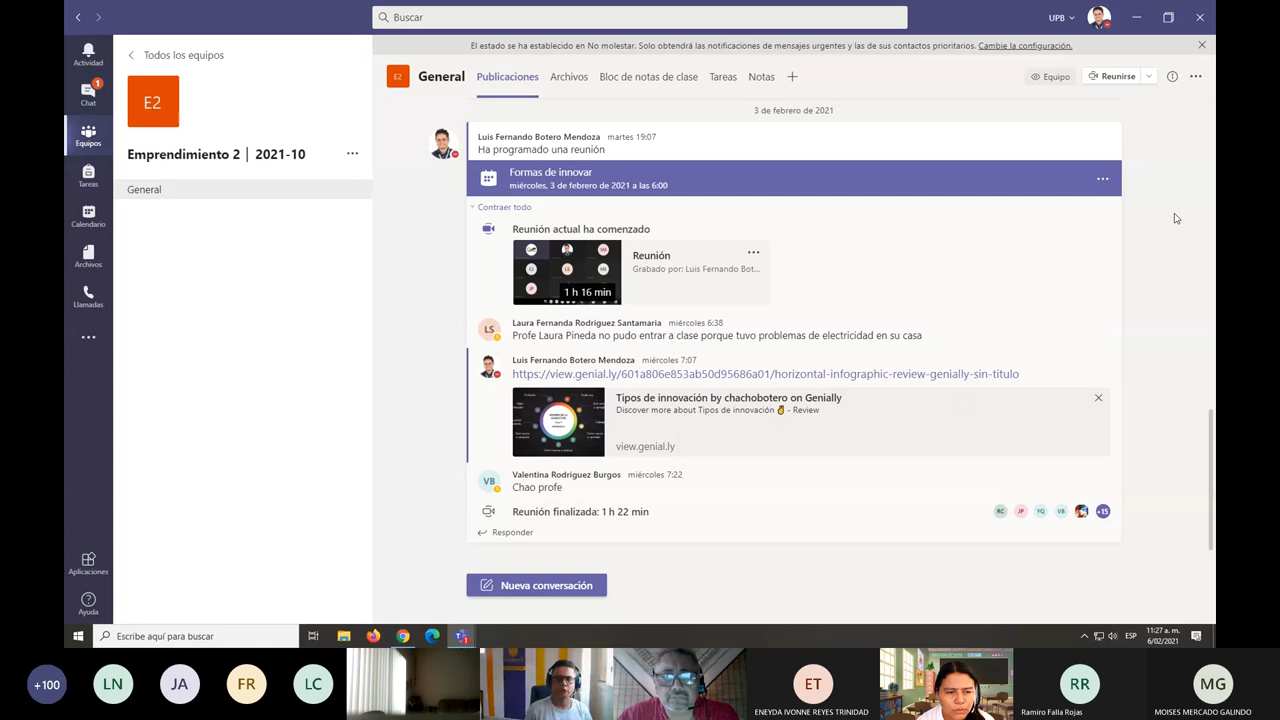 Buscar
UPB
Actividad
Chat
1
Equipos
Tareas
Calendario
Archivos
Llamadas
Aplicaciones
Ayuda
Todos los equipos
E2
Emprendimiento 2 │ 2021-10
General
El estado se ha establecido en No molestar. Solo obtendrá las notificaciones de mensajes urgentes y las de sus contactos prioritarios. Cambie la configuración.
E2 General Publicaciones Archivos Bloc de notas de clase Tareas Notas
Equipo Reunirse
3 de febrero de 2021
Luis Fernando Botero Mendoza martes 19:07
Ha programado una reunión
Formas de innovar
miércoles, 3 de febrero de 2021 a las 6:00
Contraer todo
Reunión actual ha comenzado
1 h 16 min
Reunión
Grabado por: Luis Fernando Bot...
LS
Laura Fernanda Rodriguez Santamaria miércoles 6:38
Profe Laura Pineda no pudo entrar a clase porque tuvo problemas de electricidad en su casa
Luis Fernando Botero Mendoza miércoles 7:07
https://view.genial.ly/601a806e853ab50d95686a01/horizontal-infographic-review-genially-sin-titulo
Tipos de innovación by chachobotero on Genially
Discover more about Tipos de innovación - Review
view.genial.ly
VB
Valentina Rodriguez Burgos miércoles 7:22
Chao profe
Reunión finalizada: 1 h 22 min
RC JP YQ VB +15
Responder
Nueva conversación
Escribe aquí para buscar
ESP
11:27 a. m.
6/02/2021
+100 LN JA FR LC ET RR MG
ENEYDA IVONNE REYES TRINIDAD
Ramiro Falla Rojas
MOISES MERCADO GALINDO